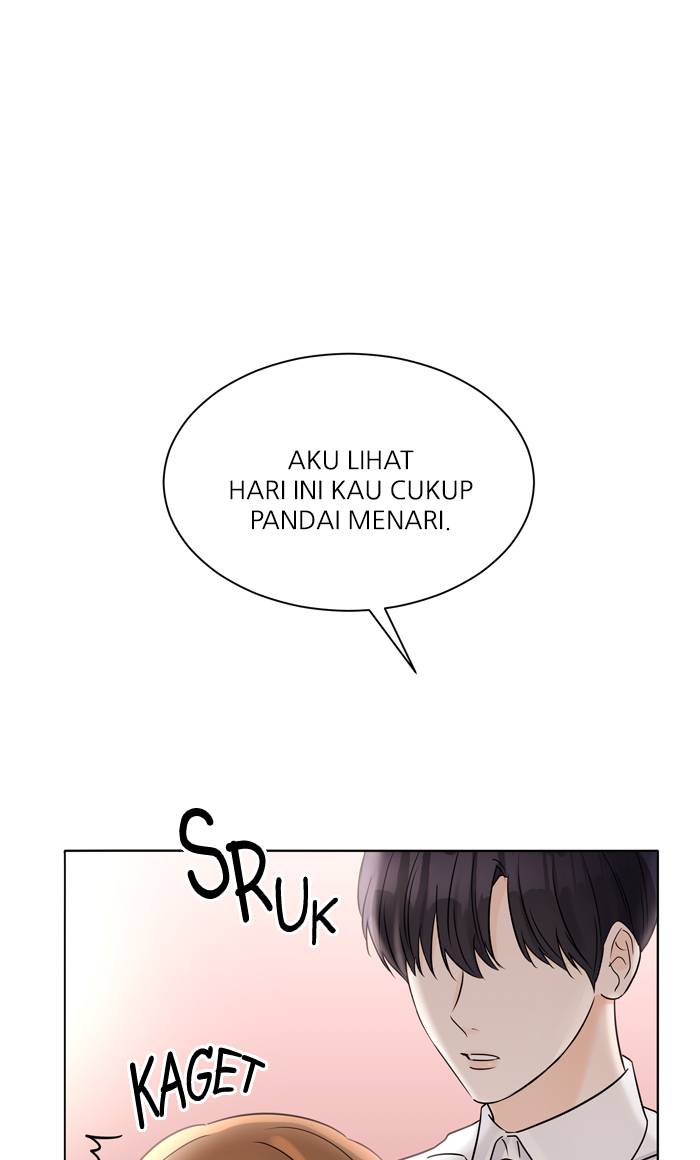 AKU LIHAT
HARI INI KAU CUKUP
PANDAI MENARI.
SRUK
KAGET